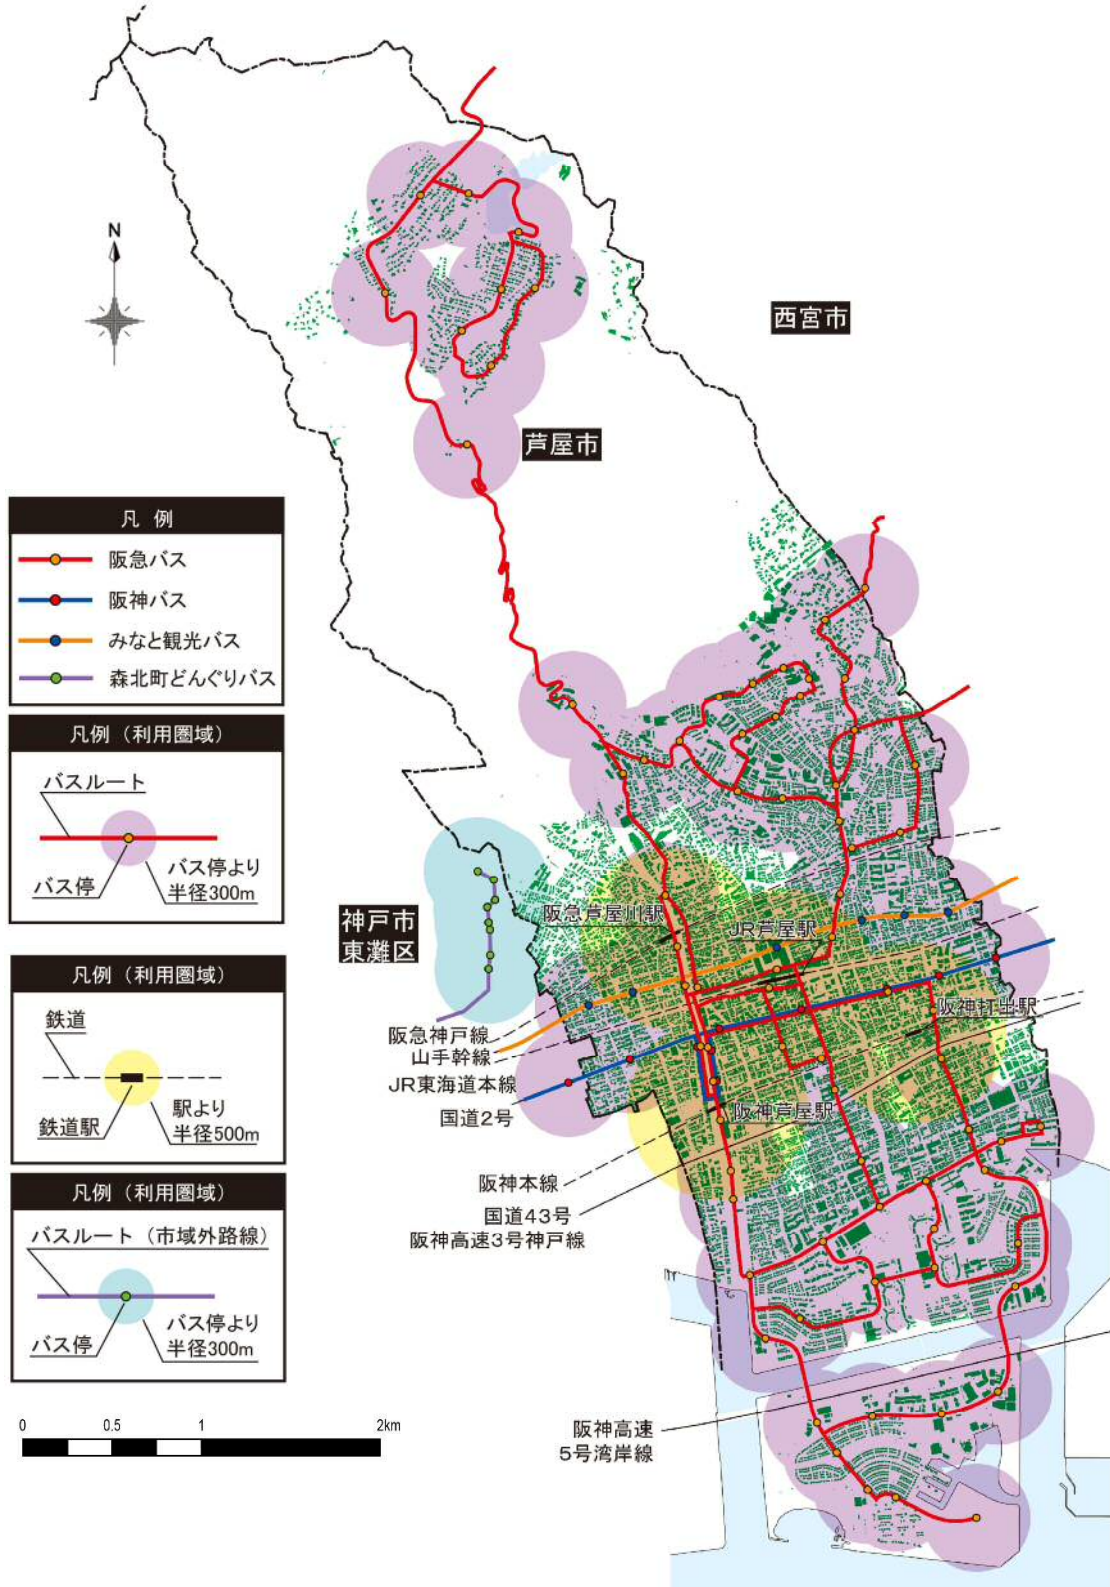 N
西宮市
芦屋市
凡 例
阪急バス
阪神バス
みなと観光バス
森北町どんぐりバス
凡例（利用圏域）
バスルート
バス停
バス停より
半径300m
神戸市
東灘区
阪急芦屋川駅
JR芦屋駅
阪神打出駅
阪神芦屋駅
凡例（利用圏域）
鉄道
鉄道駅
駅より
半径500m
阪急神戸線
山手幹線
JR東海道本線
国道2号
阪神本線
国道43号
阪神高速3号神戸線
凡例（利用圏域）
バスルート（市域外路線）
バス停
バス停より
半径300m
阪神高速
5号湾岸線
0 0.5 1 2km